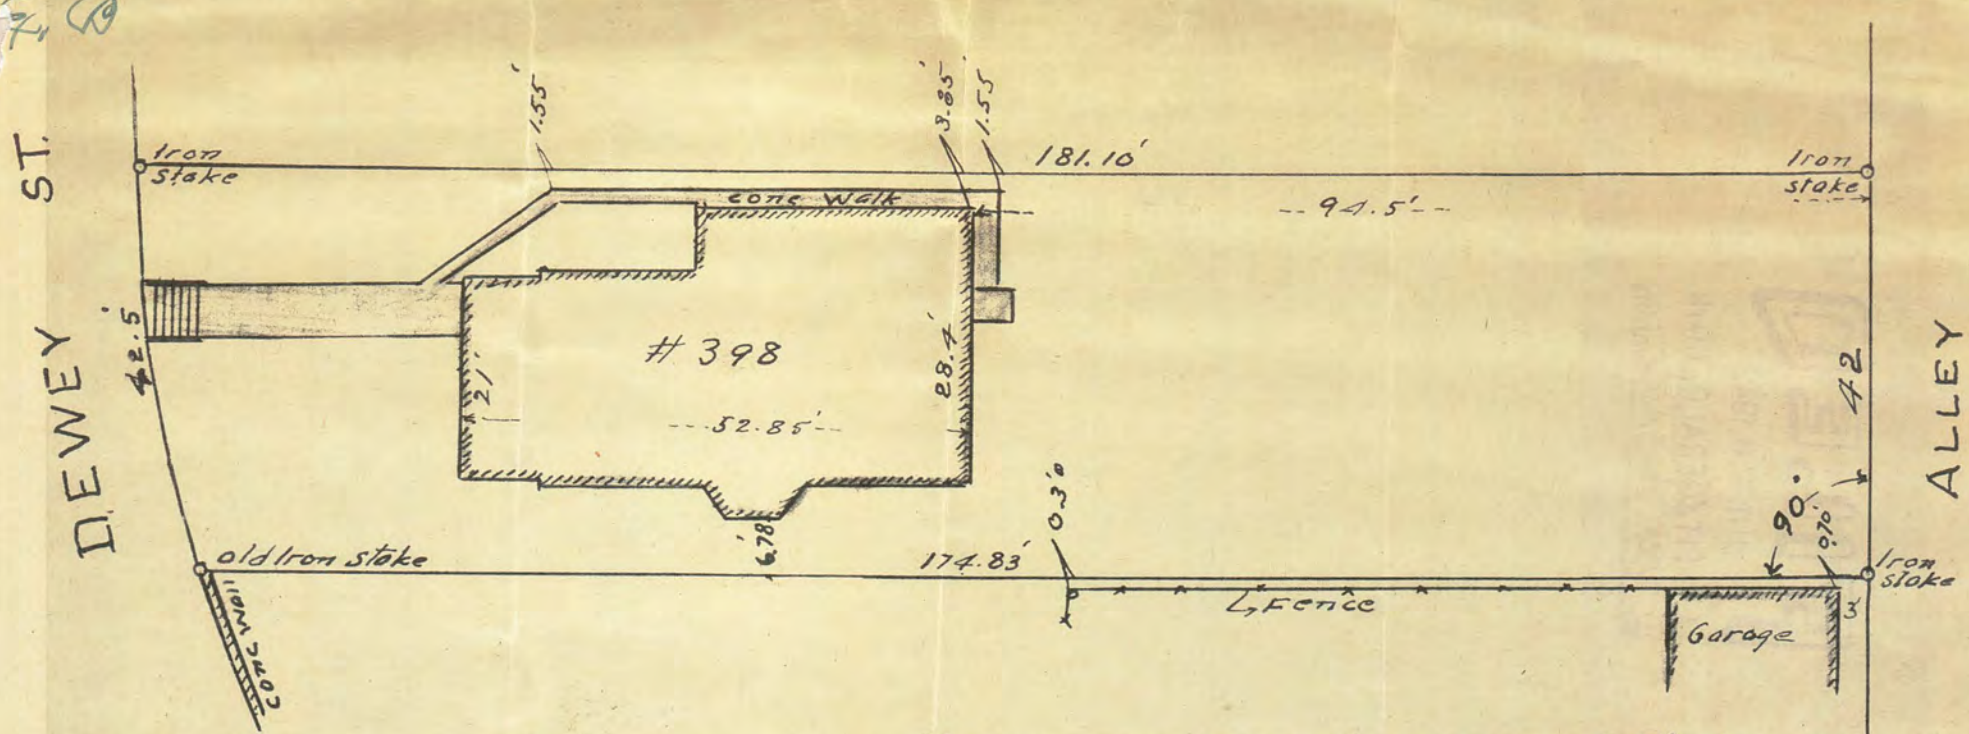 DEWEY ST.
Iron
stake
1.55'
3.85'
1.55'
181.10'
Iron
stake
conc walk
94.5'
42.5'
# 398
21'
28.4'
52.85'
42
ALLEY
90°
0.70'
6.78'
0.3'
old Iron stake
174.83'
Iron
stake
Fence
Garage
3'
conc wall